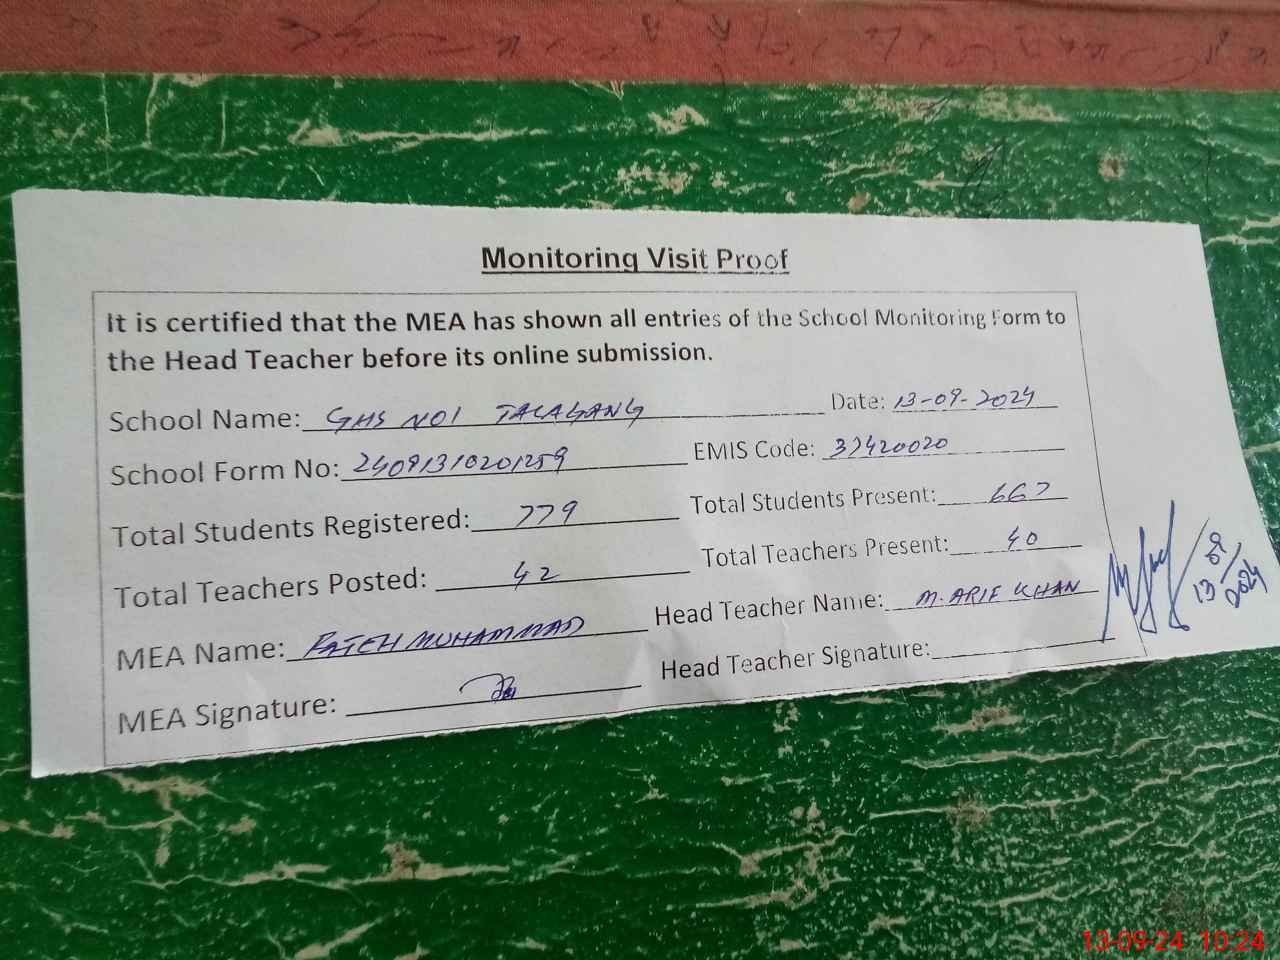 Monitoring Visit Proof
It is certified that the MEA has shown all entries of the School Monitoring Form to
the Head Teacher before its online submission.
School Name: GHS NO1 TALAGANG Date: 13-09-2024
School Form No: 24091310201259 EMIS Code: 37420020
Total Students Registered: 779 Total Students Present: 667
Total Teachers Posted: 42 Total Teachers Present: 40
MEA Name: FATEH MUHAMMAD Head Teacher Name: M. ARIF KHAN
MEA Signature: Head Teacher Signature:
13/09/2024
13-09-24 10:24